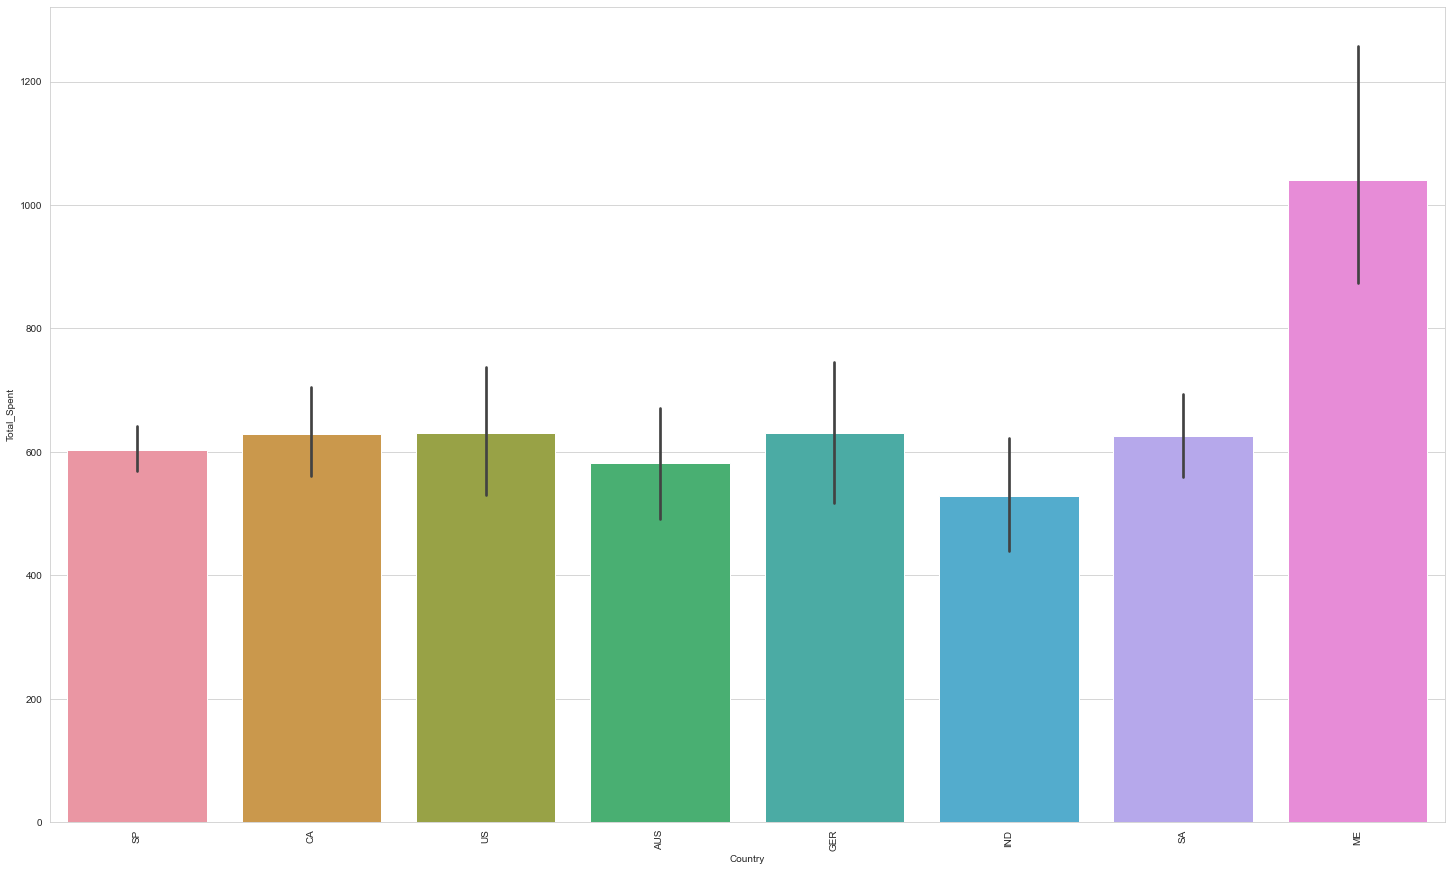 1200
1000
800
600
400
200
0
Total_Spent
SP
CA
US
AUS
GER
IND
SA
ME
Country